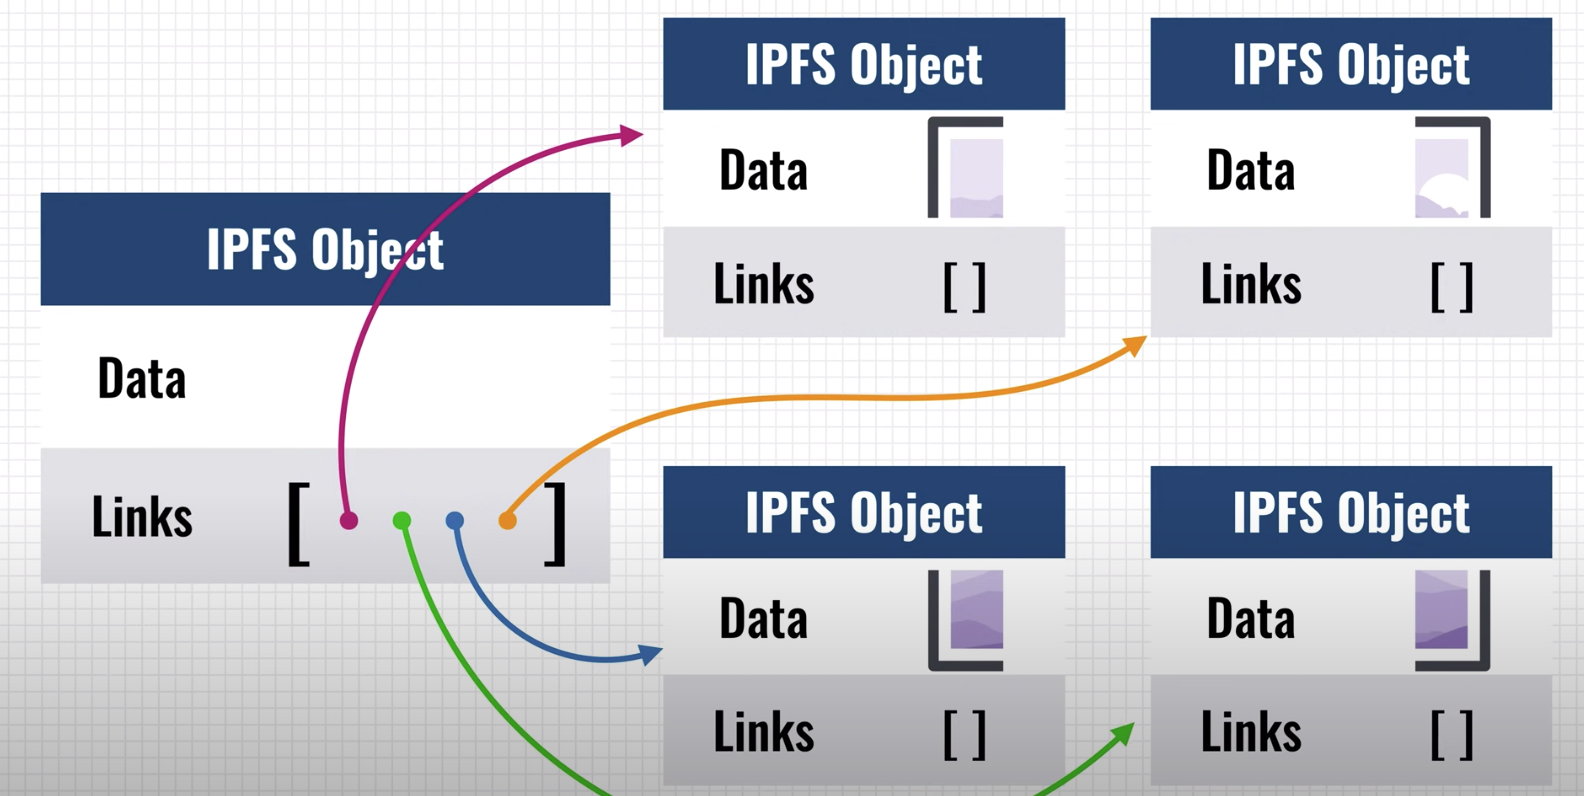 IPFS Object
Data
Links [ ]
IPFS Object
Data
Links [ ]
IPFS Object
Data
Links [ ]
IPFS Object
Data
Links [ ]
IPFS Object
Data
Links [ ]